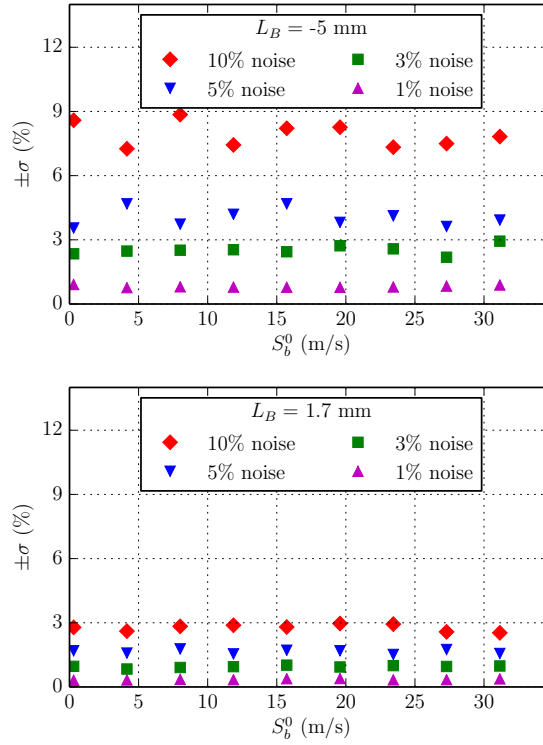 12
9
6
3
0
±σ (%)
L_B = -5 mm
10% noise
3% noise
5% noise
1% noise
0 5 10 15 20 25 30
S_b^0 (m/s)
12
9
6
3
0
±σ (%)
L_B = 1.7 mm
10% noise
3% noise
5% noise
1% noise
0 5 10 15 20 25 30
S_b^0 (m/s)